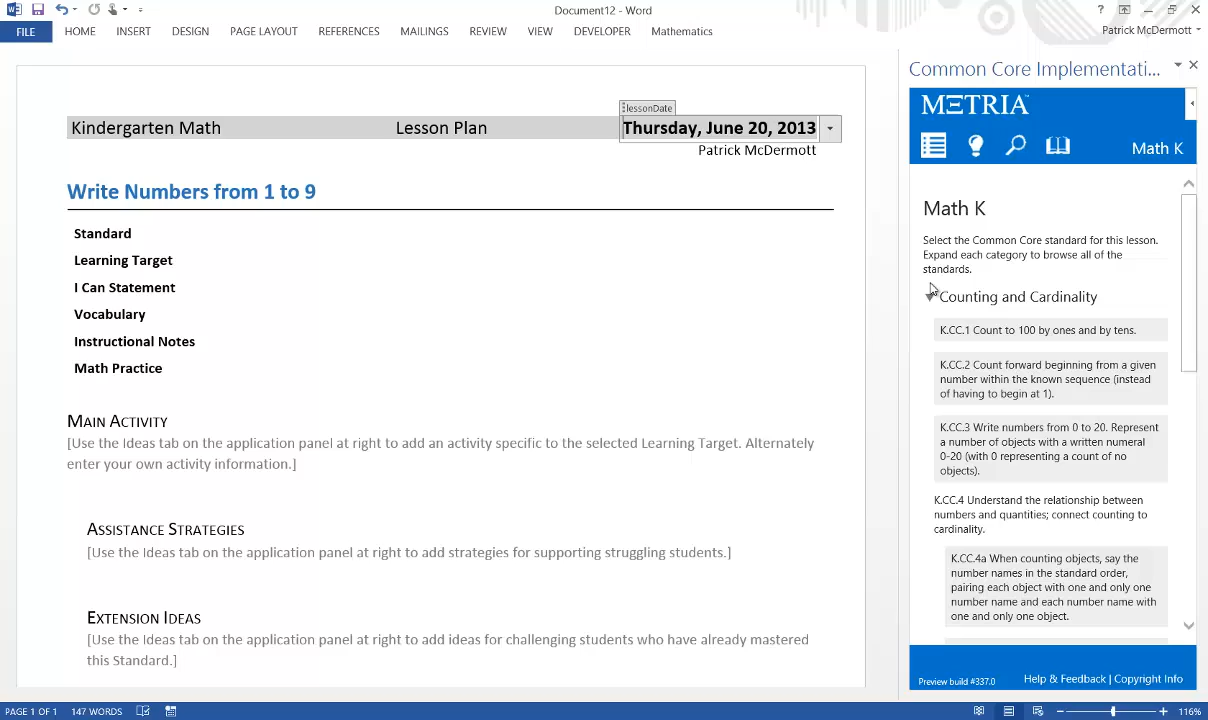 Document12 - Word
?
FILE
HOME
INSERT
DESIGN
PAGE LAYOUT
REFERENCES
MAILINGS
REVIEW
VIEW
DEVELOPER
Mathematics
Patrick McDermott
lessonDate
Kindergarten Math
Lesson Plan
Thursday, June 20, 2013
Patrick McDermott
Write Numbers from 1 to 9
Standard
Learning Target
I Can Statement
Vocabulary
Instructional Notes
Math Practice
MAIN ACTIVITY
[Use the Ideas tab on the application panel at right to add an activity specific to the selected Learning Target. Alternately
enter your own activity information.]
ASSISTANCE STRATEGIES
[Use the Ideas tab on the application panel at right to add strategies for supporting struggling students.]
EXTENSION IDEAS
[Use the Ideas tab on the application panel at right to add ideas for challenging students who have already mastered
this Standard.]
Common Core Implementati...
METRIA
Math K
Math K
Select the Common Core standard for this lesson.
Expand each category to browse all of the
standards.
Counting and Cardinality
K.CC.1 Count to 100 by ones and by tens.
K.CC.2 Count forward beginning from a given
number within the known sequence (instead
of having to begin at 1).
K.CC.3 Write numbers from 0 to 20. Represent
a number of objects with a written numeral
0-20 (with 0 representing a count of no
objects).
K.CC.4 Understand the relationship between
numbers and quantities; connect counting to
cardinality.
K.CC.4a When counting objects, say the
number names in the standard order,
pairing each object with one and only one
number name and each number name with
one and only one object.
Preview build #337.0
Help & Feedback | Copyright Info
PAGE 1 OF 1
147 WORDS
116%